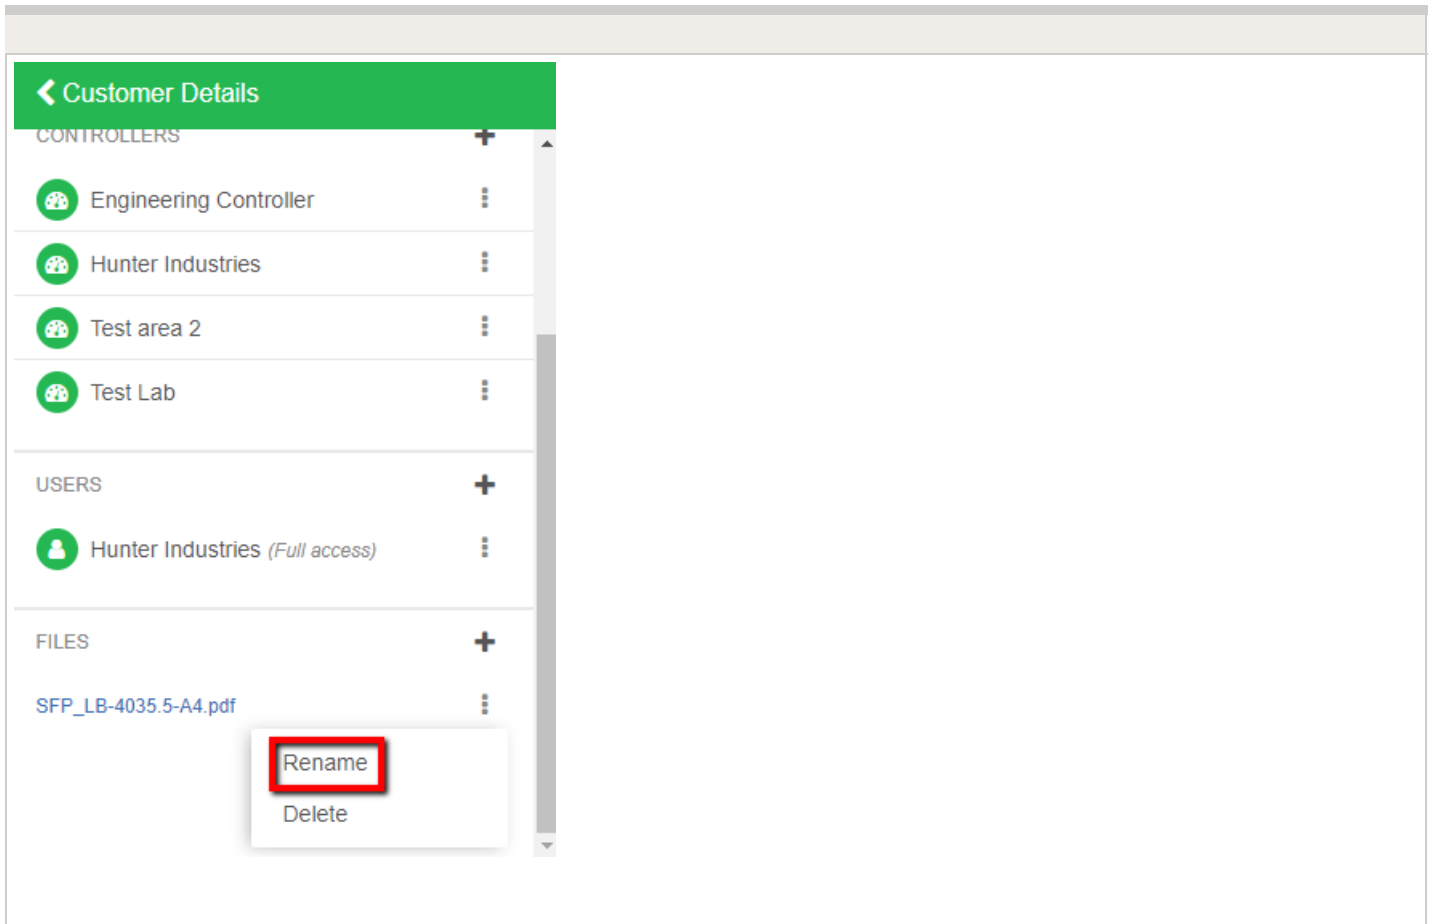 Customer Details
CONTROLLERS
Engineering Controller
Hunter Industries
Test area 2
Test Lab
USERS
Hunter Industries (Full access)
FILES
SFP_LB-4035.5-A4.pdf
Rename
Delete